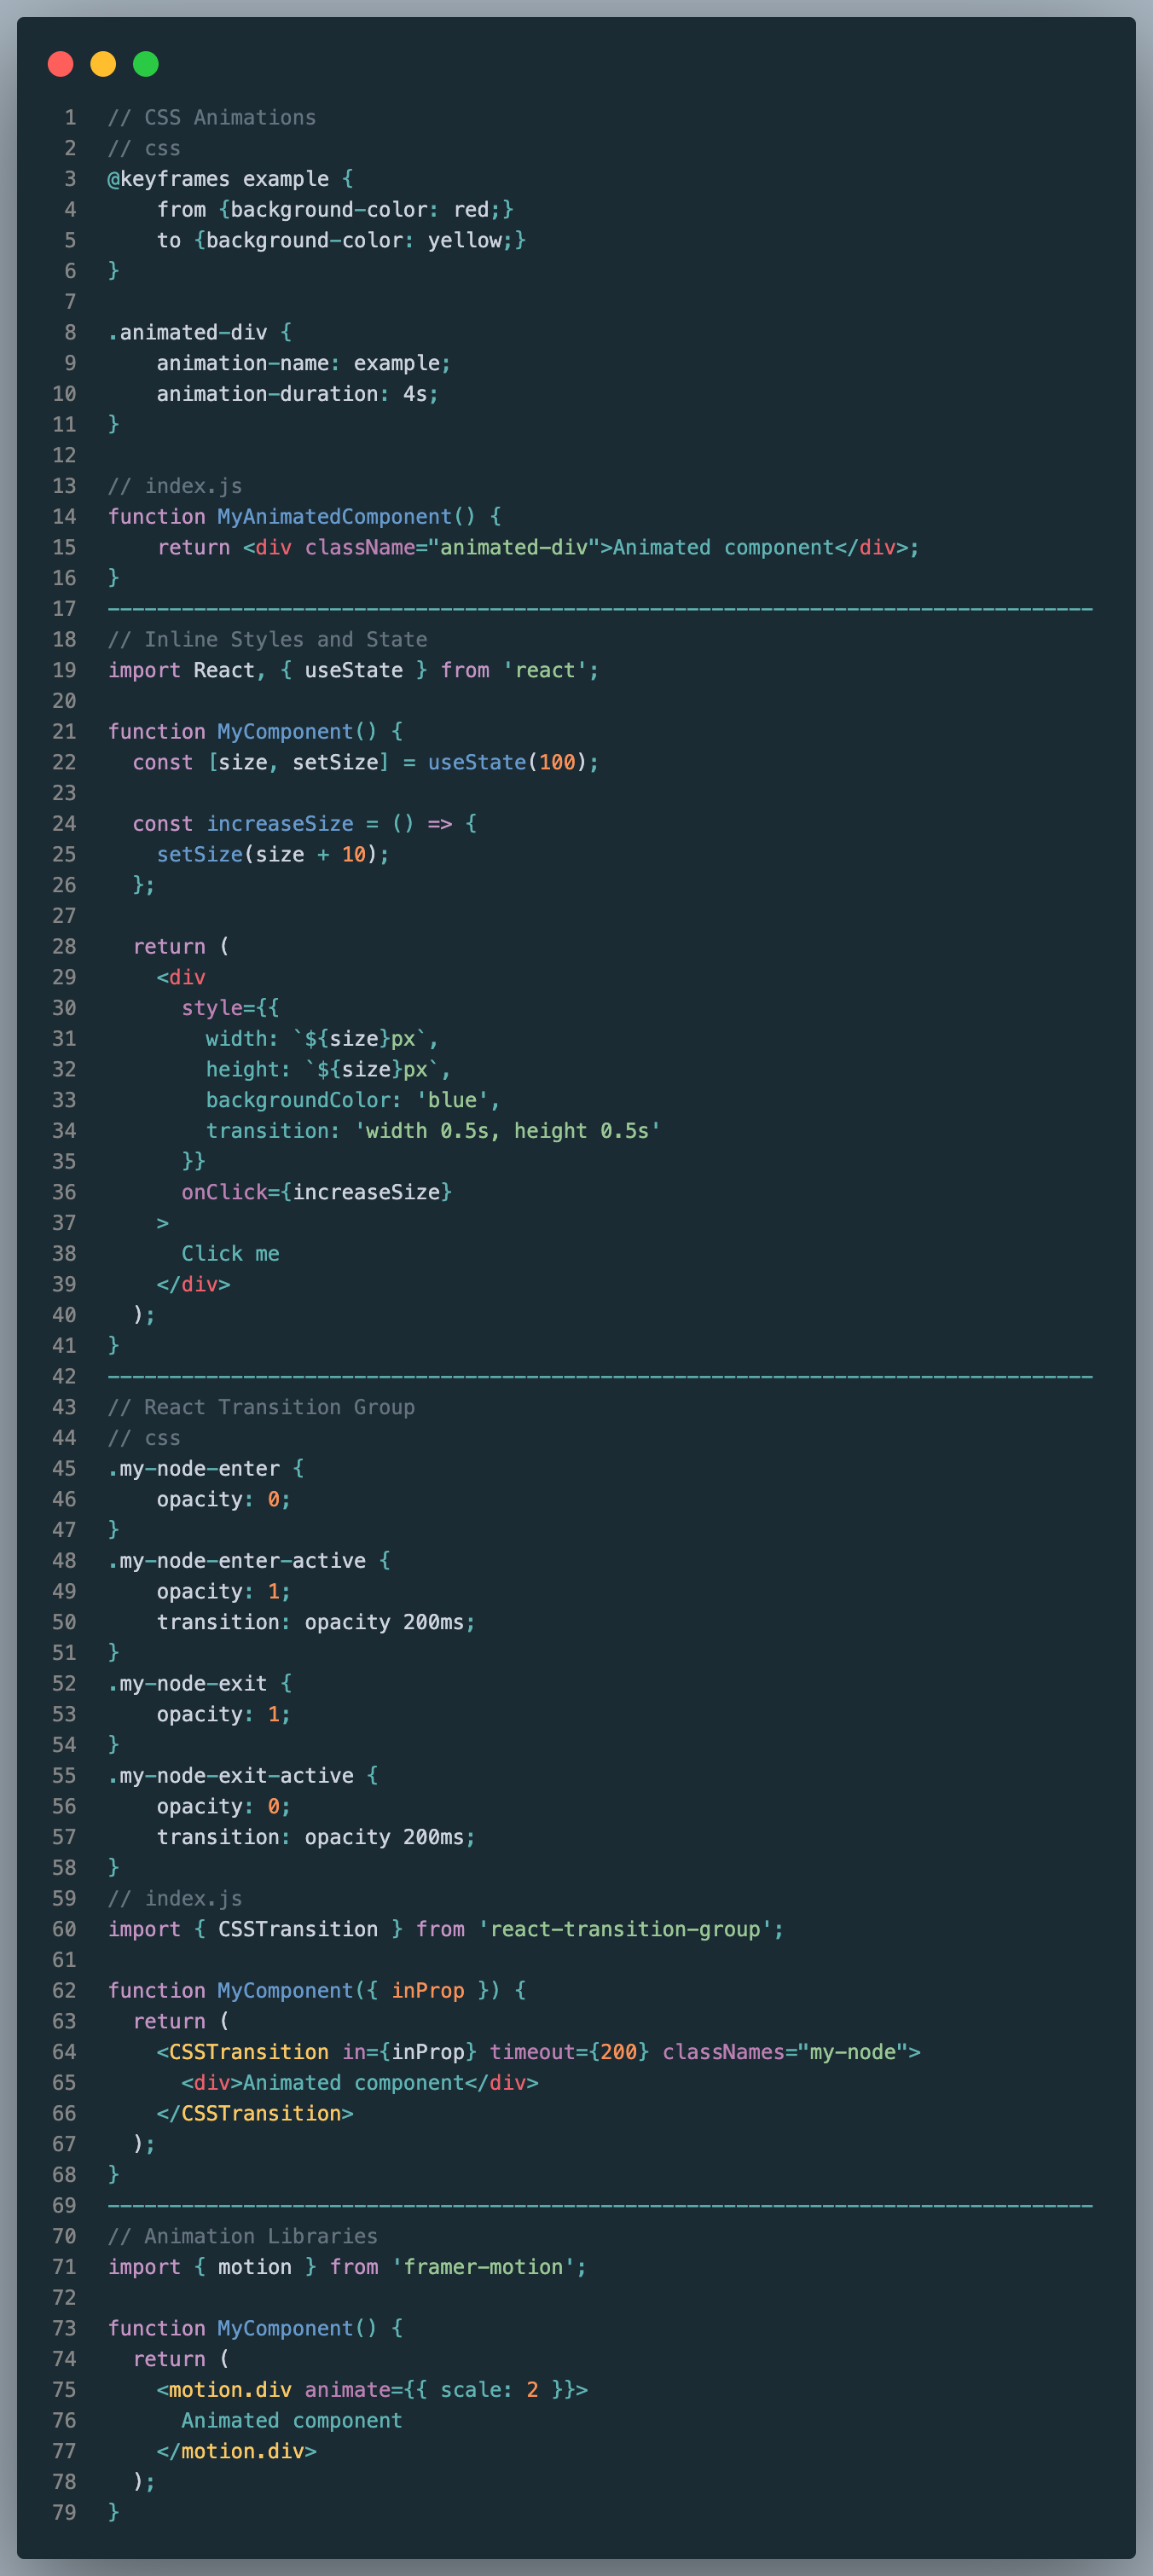 1 // CSS Animations
2 // css
3 @keyframes example {
4     from {background-color: red;}
5     to {background-color: yellow;}
6 }
7
8 .animated-div {
9     animation-name: example;
10     animation-duration: 4s;
11 }
12
13 // index.js
14 function MyAnimatedComponent() {
15     return <div className="animated-div">Animated component</div>;
16 }
17 --------------------------------------------------------------------------------
18 // Inline Styles and State
19 import React, { useState } from 'react';
20
21 function MyComponent() {
22   const [size, setSize] = useState(100);
23
24   const increaseSize = () => {
25     setSize(size + 10);
26   };
27
28   return (
29     <div
30       style={{
31         width: `${size}px`,
32         height: `${size}px`,
33         backgroundColor: 'blue',
34         transition: 'width 0.5s, height 0.5s'
35       }}
36       onClick={increaseSize}
37     >
38       Click me
39     </div>
40   );
41 }
42 --------------------------------------------------------------------------------
43 // React Transition Group
44 // css
45 .my-node-enter {
46     opacity: 0;
47 }
48 .my-node-enter-active {
49     opacity: 1;
50     transition: opacity 200ms;
51 }
52 .my-node-exit {
53     opacity: 1;
54 }
55 .my-node-exit-active {
56     opacity: 0;
57     transition: opacity 200ms;
58 }
59 // index.js
60 import { CSSTransition } from 'react-transition-group';
61
62 function MyComponent({ inProp }) {
63   return (
64     <CSSTransition in={inProp} timeout={200} classNames="my-node">
65       <div>Animated component</div>
66     </CSSTransition>
67   );
68 }
69 --------------------------------------------------------------------------------
70 // Animation Libraries
71 import { motion } from 'framer-motion';
72
73 function MyComponent() {
74   return (
75     <motion.div animate={{ scale: 2 }}>
76       Animated component
77     </motion.div>
78   );
79 }